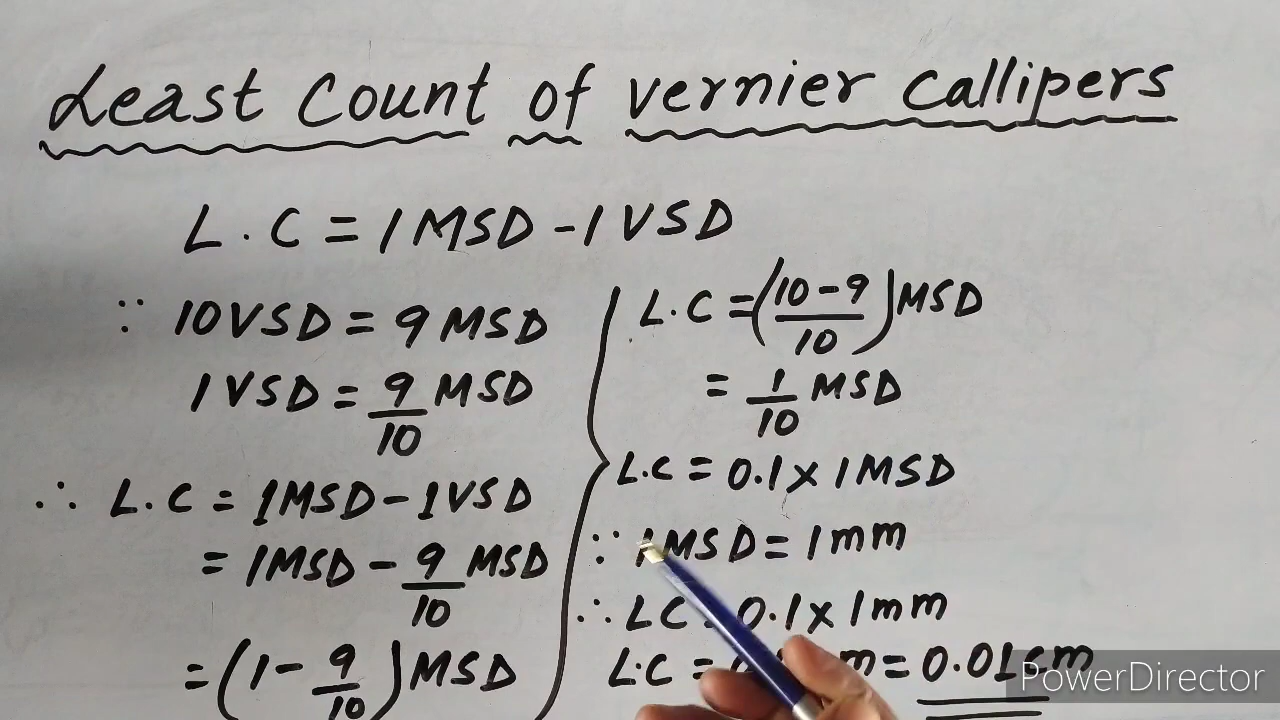 Least Count of vernier Callipers
L.C = 1MSD - 1VSD
∵ 10VSD = 9MSD
1VSD = 9/10 MSD
∴ L.C = 1MSD - 1VSD
= 1MSD - 9/10 MSD
= (1 - 9/10) MSD
L.C = (10-9/10) MSD
= 1/10 MSD
L.C = 0.1 x 1MSD
∵ 1MSD = 1mm
∴ LC = 0.1 x 1mm
L.C = = 0.01cm
PowerDirector